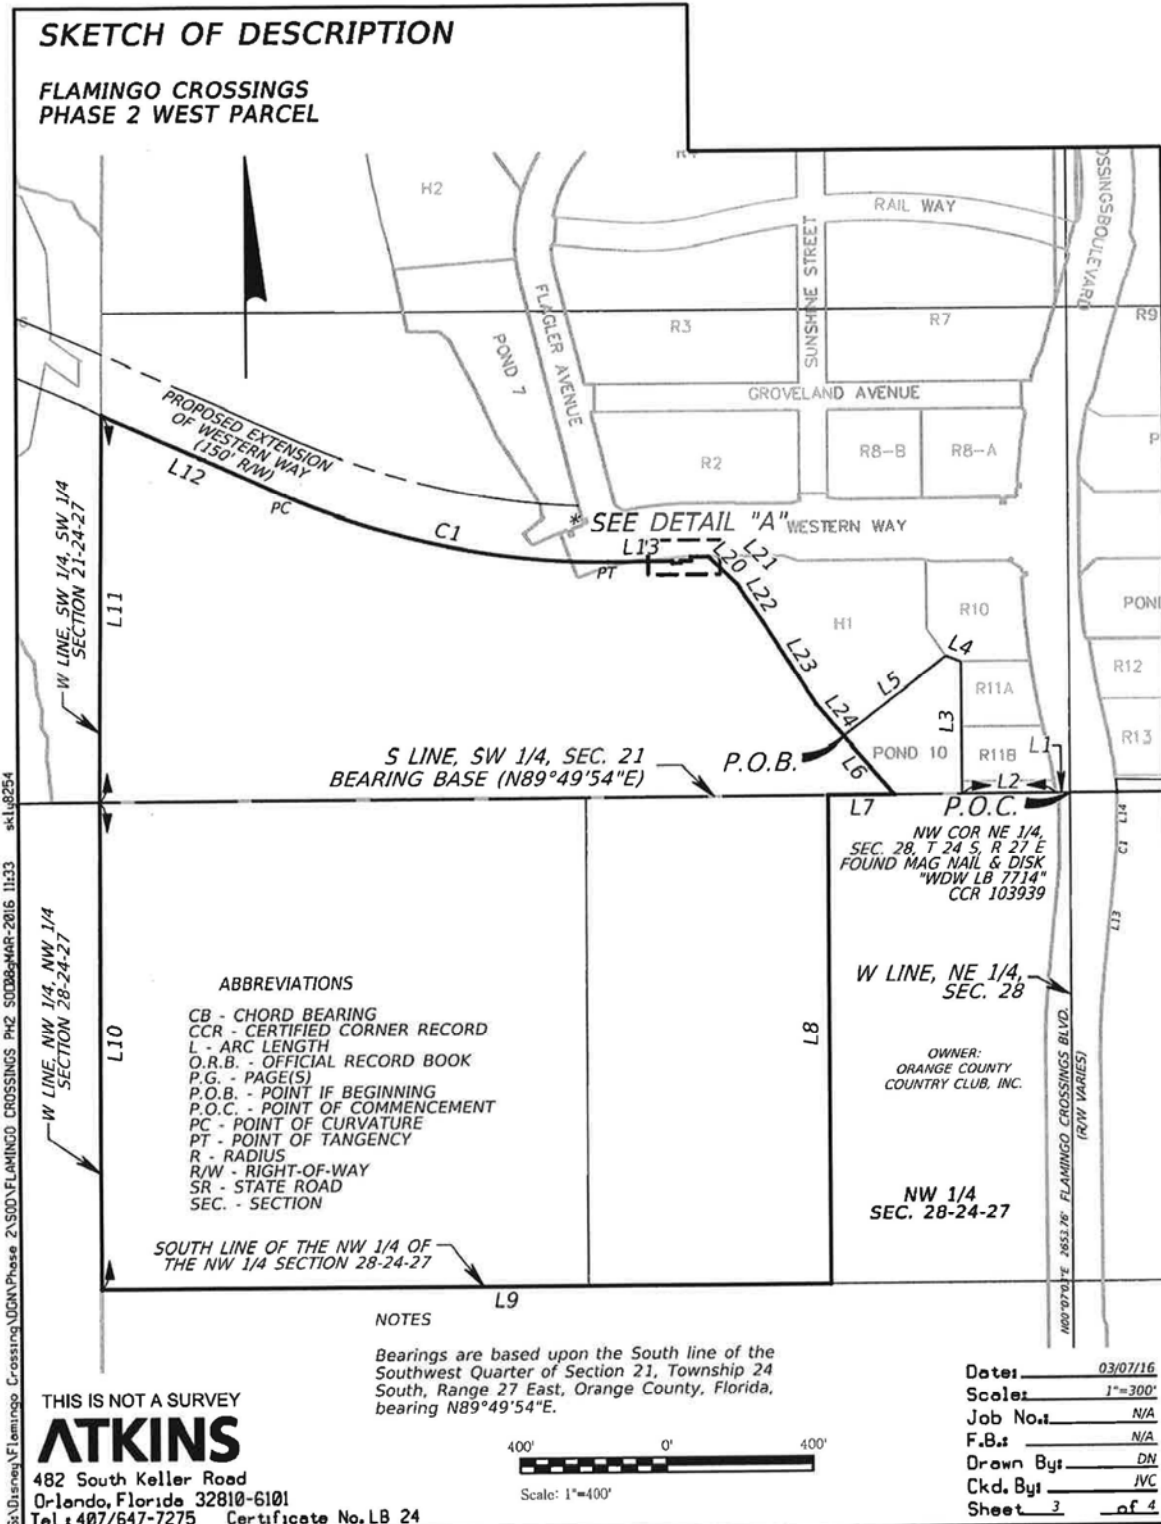 SKETCH OF DESCRIPTION
FLAMINGO CROSSINGS
PHASE 2 WEST PARCEL
H2
RAIL WAY
SUNSHINE STREET
FLAGLER AVENUE
POND 7
R3
R7
R9
GROVELAND AVENUE
PROPOSED EXTENSION
OF WESTERN WAY
(150' R/W)
R2
R8-B
R8-A
L12
PC
C1
* SEE DETAIL "A"
WESTERN WAY
L13
PT
L20
L21
L22
L23
L24
H1
R10
L4
L5
L3
R11A
R11B
R12
R13
L1
L2
POND 10
L6
L7
W LINE, SW 1/4, SW 1/4
SECTION 21-24-27
L11
S LINE, SW 1/4, SEC. 21
BEARING BASE (N89°49'54"E)
P.O.B.
P.O.C.
NW COR NE 1/4,
SEC. 28, T 24 S, R 27 E
FOUND MAG NAIL & DISK
"WDW LB 7714"
CCR 103939
L14
C1
L13
W LINE, NE 1/4,
SEC. 28
W LINE, NW 1/4, NW 1/4
SECTION 28-24-27
L10
L8
ABBREVIATIONS
CB - CHORD BEARING
CCR - CERTIFIED CORNER RECORD
L - ARC LENGTH
O.R.B. - OFFICIAL RECORD BOOK
P.G. - PAGE(S)
P.O.B. - POINT IF BEGINNING
P.O.C. - POINT OF COMMENCEMENT
PC - POINT OF CURVATURE
PT - POINT OF TANGENCY
R - RADIUS
R/W - RIGHT-OF-WAY
SR - STATE ROAD
SEC. - SECTION
OWNER:
ORANGE COUNTY
COUNTRY CLUB, INC.
NW 1/4
SEC. 28-24-27
N00°07'03"E 2653.76' FLAMINGO CROSSINGS BLVD.
(R/W VARIES)
SOUTH LINE OF THE NW 1/4 OF
THE NW 1/4 SECTION 28-24-27
L9
NOTES
Bearings are based upon the South line of the
Southwest Quarter of Section 21, Township 24
South, Range 27 East, Orange County, Florida,
bearing N89°49'54"E.
THIS IS NOT A SURVEY
ATKINS
482 South Keller Road
Orlando, Florida 32810-6101
Tel: 407/647-7275 Certificate No. LB 24
400' 0' 400'
Scale: 1"=400'
Date: 03/07/16
Scale: 1"=300'
Job No.: N/A
F.B.: N/A
Drawn By: DN
Ckd. By: JVC
Sheet 3 of 4